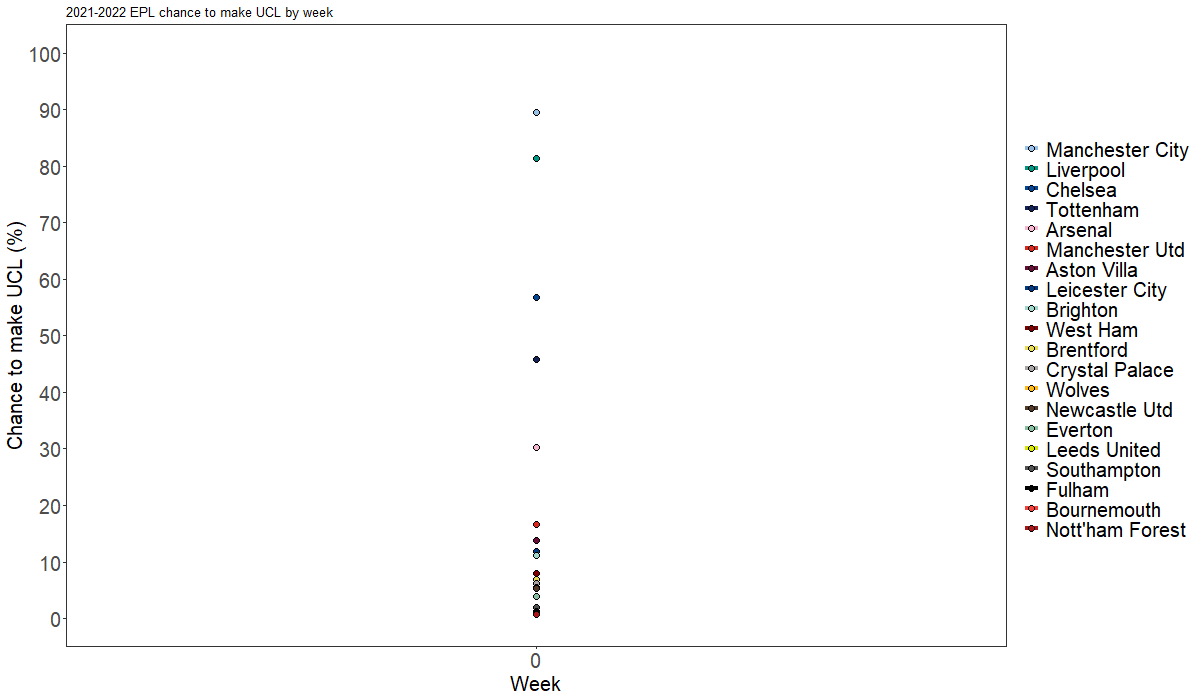 2021-2022 EPL chance to make UCL by week
100
90
80
70
60
50
40
30
20
10
0
Chance to make UCL (%)
0
Week
Manchester City
Liverpool
Chelsea
Tottenham
Arsenal
Manchester Utd
Aston Villa
Leicester City
Brighton
West Ham
Brentford
Crystal Palace
Wolves
Newcastle Utd
Everton
Leeds United
Southampton
Fulham
Bournemouth
Nott'ham Forest